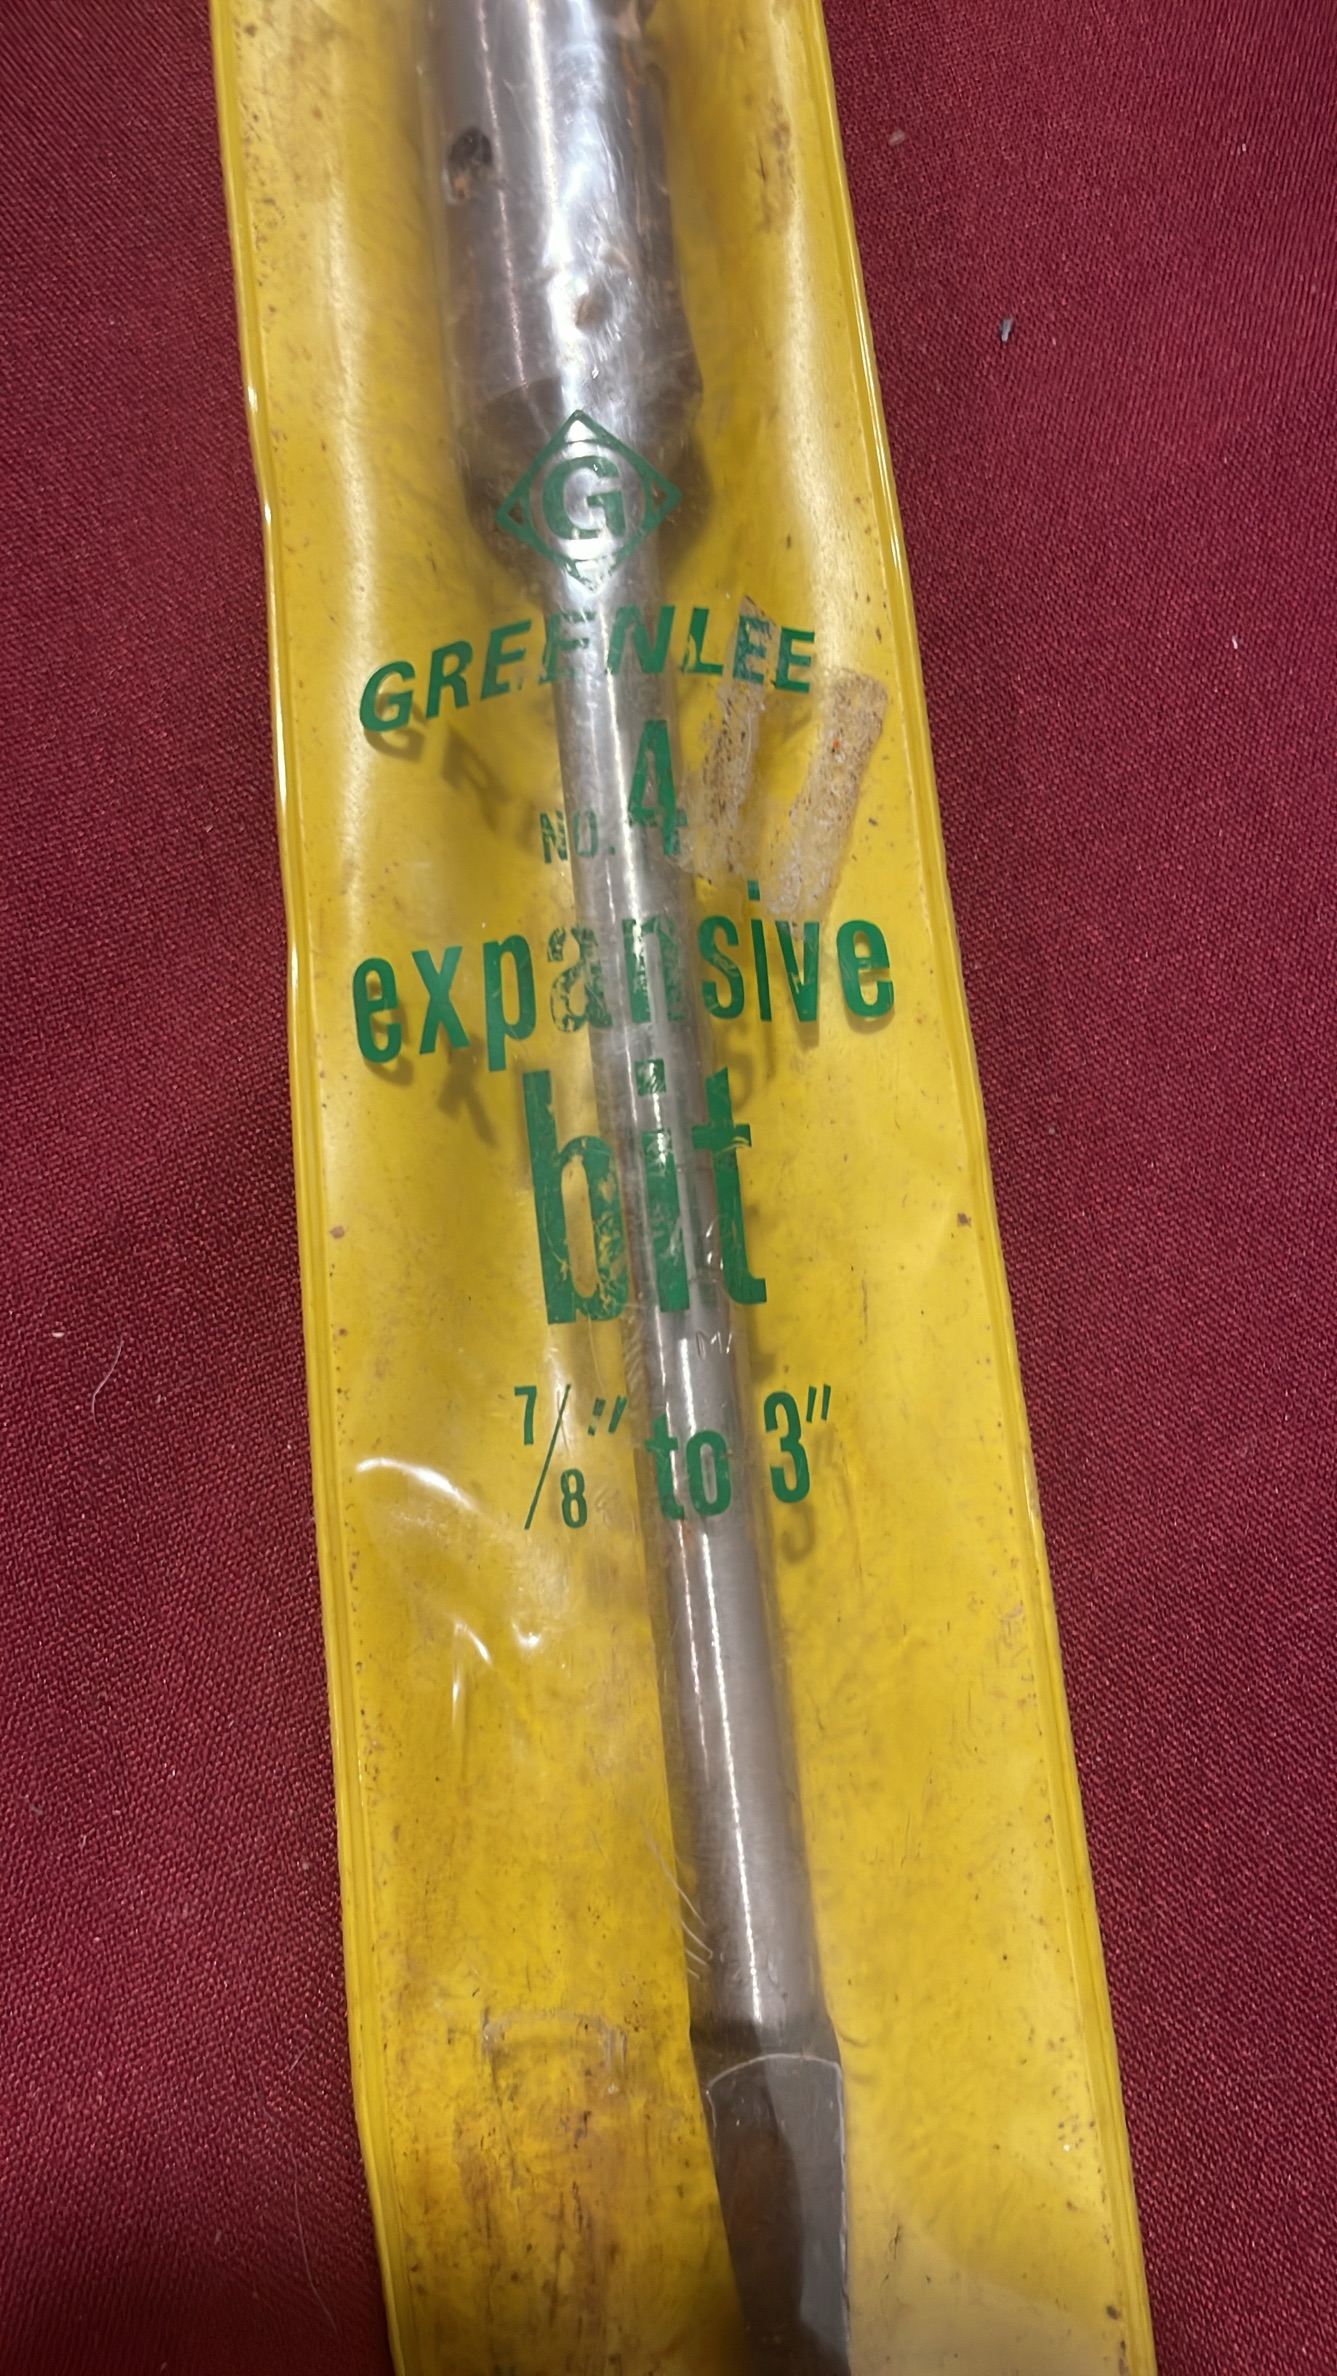 G
GREENLEE
NO. 4
expansive
bit
7/8" to 3"